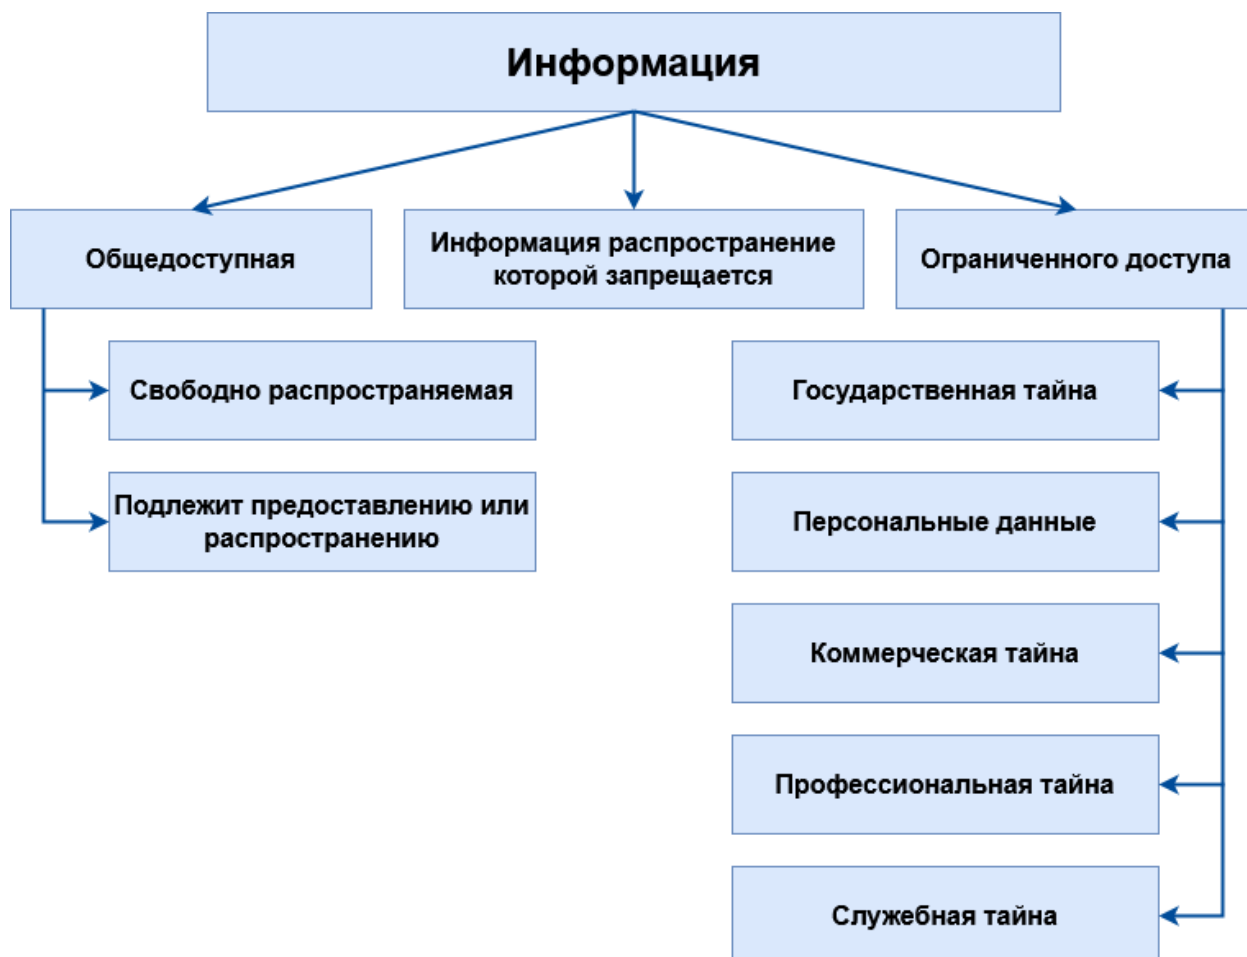 Информация
Общедоступная
Информация распространение
которой запрещается
Ограниченного доступа
Свободно распространяемая
Подлежит предоставлению или
распространению
Государственная тайна
Персональные данные
Коммерческая тайна
Профессиональная тайна
Служебная тайна